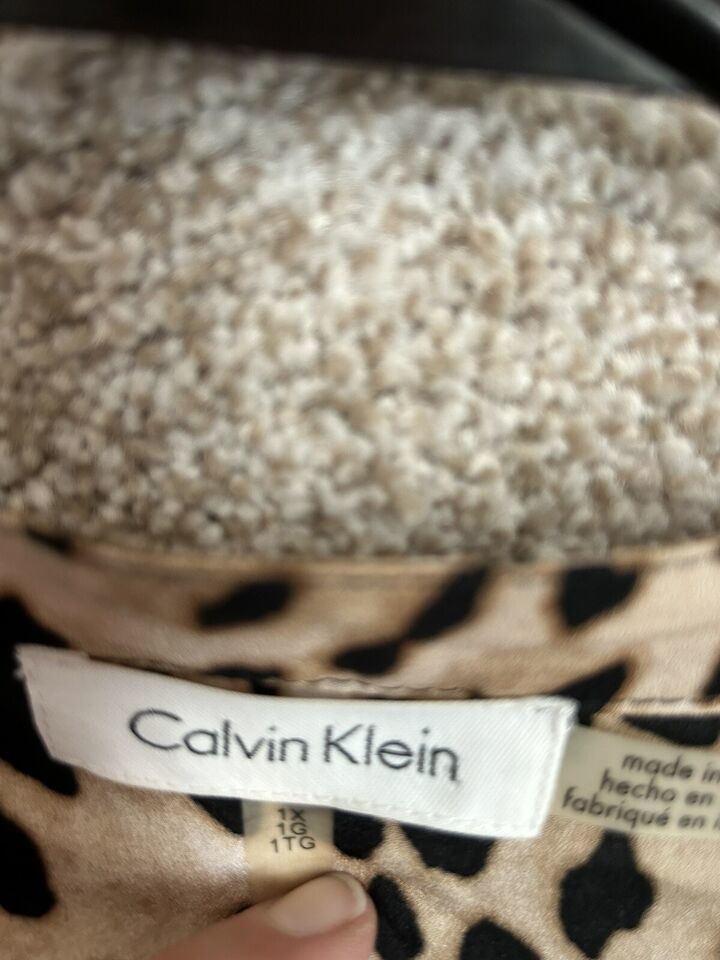 Calvin Klein
1X
1G
1TG
made in
hecho en
fabriqué en